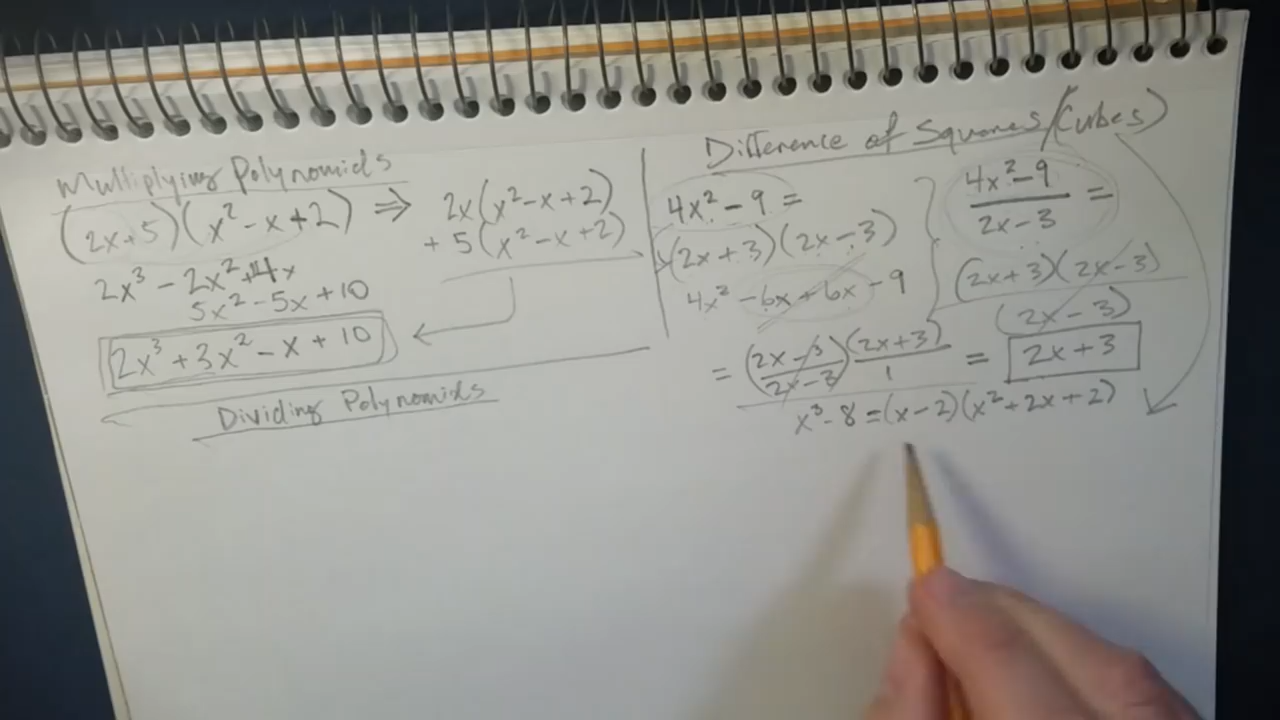 Multiplying Polynomials
(2x+5)(x²-x+2) ⇒ 2x(x²-x+2)
+ 5(x²-x+2)
2x³ - 2x² + 4x
5x² - 5x + 10
2x³ + 3x² - x + 10
Dividing Polynomials
Difference of Squares/(Cubes)
4x² - 9 =
(2x+3)(2x-3)
4x² - 6x + 6x - 9
4x²-9
2x-3 =
(2x+3)(2x-3)
(2x-3)
= (2x-3)(2x+3) = 2x+3
2x-3 1
x³-8 = (x-2)(x²+2x+2)